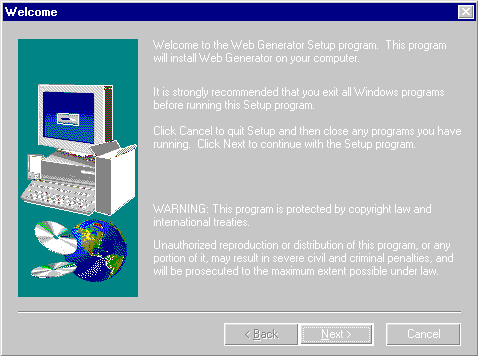 Welcome
Welcome to the Web Generator Setup program. This program
will install Web Generator on your computer.
It is strongly recommended that you exit all Windows programs
before running this Setup program.
Click Cancel to quit Setup and then close any programs you have
running. Click Next to continue with the Setup program.
WARNING: This program is protected by copyright law and
international treaties.
Unauthorized reproduction or distribution of this program, or any
portion of it, may result in severe civil and criminal penalties, and
will be prosecuted to the maximum extent possible under law.
< Back
Next >
Cancel